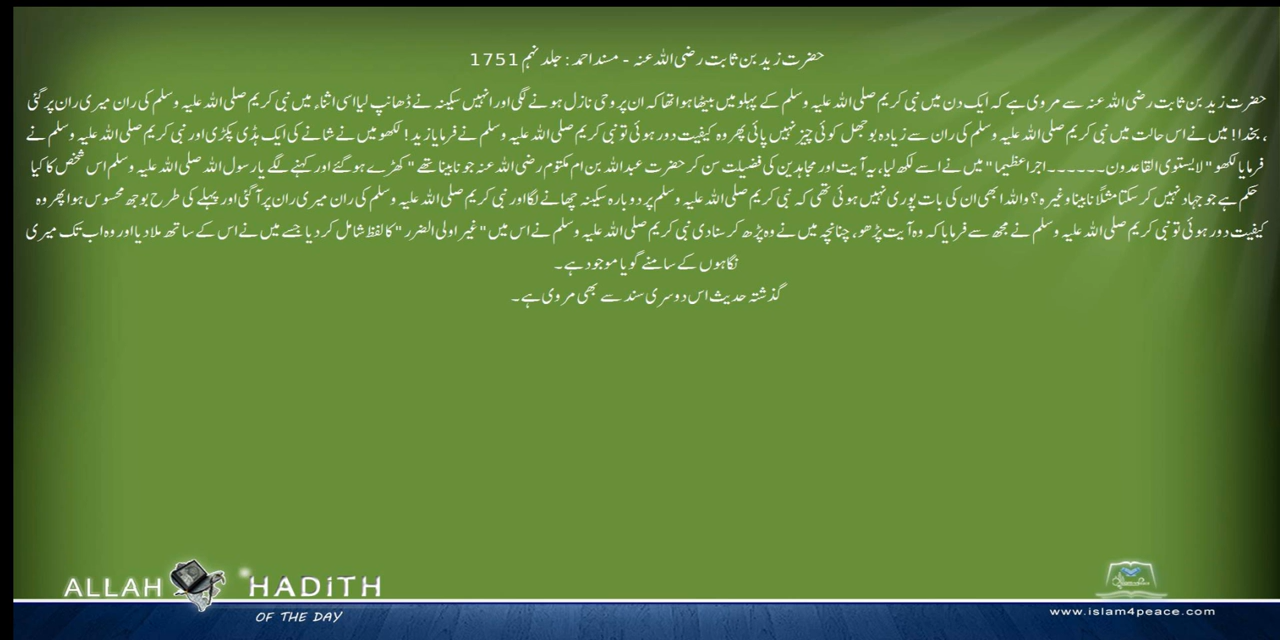 حضرت زید بن ثابت رضی اللہ عنہ - مسند احمد : جلد نہم 1751
حضرت زید بن ثابت رضی اللہ عنہ سے مروی ہے کہ ایک دن میں نبی کریم صلی اللہ علیہ وسلم کے پہلو میں بیٹھا ہوا تھا کہ ان پر وحی نازل ہونے لگی اور انہیں سکینہ نے ڈھانپ لیا اسی اثناء میں نبی کریم صلی اللہ علیہ وسلم کی ران میری ران پر گئی
، بخدا! میں نے اس حالت میں نبی کریم صلی اللہ علیہ وسلم کی ران سے زیادہ بوجھل کوئی چیز نہیں پائی پھر وہ کیفیت دور ہوئی تو نبی کریم صلی اللہ علیہ وسلم نے فرمایا زید! لکھو میں نے شانے کی ایک ہڈی پکڑی اور نبی کریم صلی اللہ علیہ وسلم نے
فرمایا لکھو" لایستوی القاعدون۔۔۔۔۔۔اجرا عظیما" میں نے اسے لکھ لیا، یہ آیت اور مجاہدین کی فضیلت سن کر حضرت عبداللہ بن ام مکتوم رضی اللہ عنہ جو نابینا تھے" کھڑے ہوگئے اور کہنے لگے یا رسول اللہ صلی اللہ علیہ وسلم اس شخص کا کیا
حکم ہے جو جہاد نہیں کر سکتا مثلاً نابینا وغیرہ؟ واللہ ابھی ان کی بات پوری نہیں ہوئی تھی کہ نبی کریم صلی اللہ علیہ وسلم پر دوبارہ سکینہ چھانے لگا اور نبی کریم صلی اللہ علیہ وسلم کی ران میری ران پر آگئی اور پہلے کی طرح بوجھ محسوس ہوا پھر وہ
کیفیت دور ہوئی تو نبی کریم صلی اللہ علیہ وسلم نے مجھ سے فرمایا کہ وہ آیت پڑھو، چنانچہ میں نے وہ پڑھ کر سنادی نبی کریم صلی اللہ علیہ وسلم نے اس میں "غیر اولی الضرر" کا لفظ شامل کر دیا جسے میں نے اس کے ساتھ ملا دیا اور وہ اب تک میری
نگاہوں کے سامنے گویا موجود ہے۔
گذشتہ حدیث اس دوسری سند سے بھی مروی ہے۔
ALLAH HADITH
OF THE DAY
www.islam4peace.com